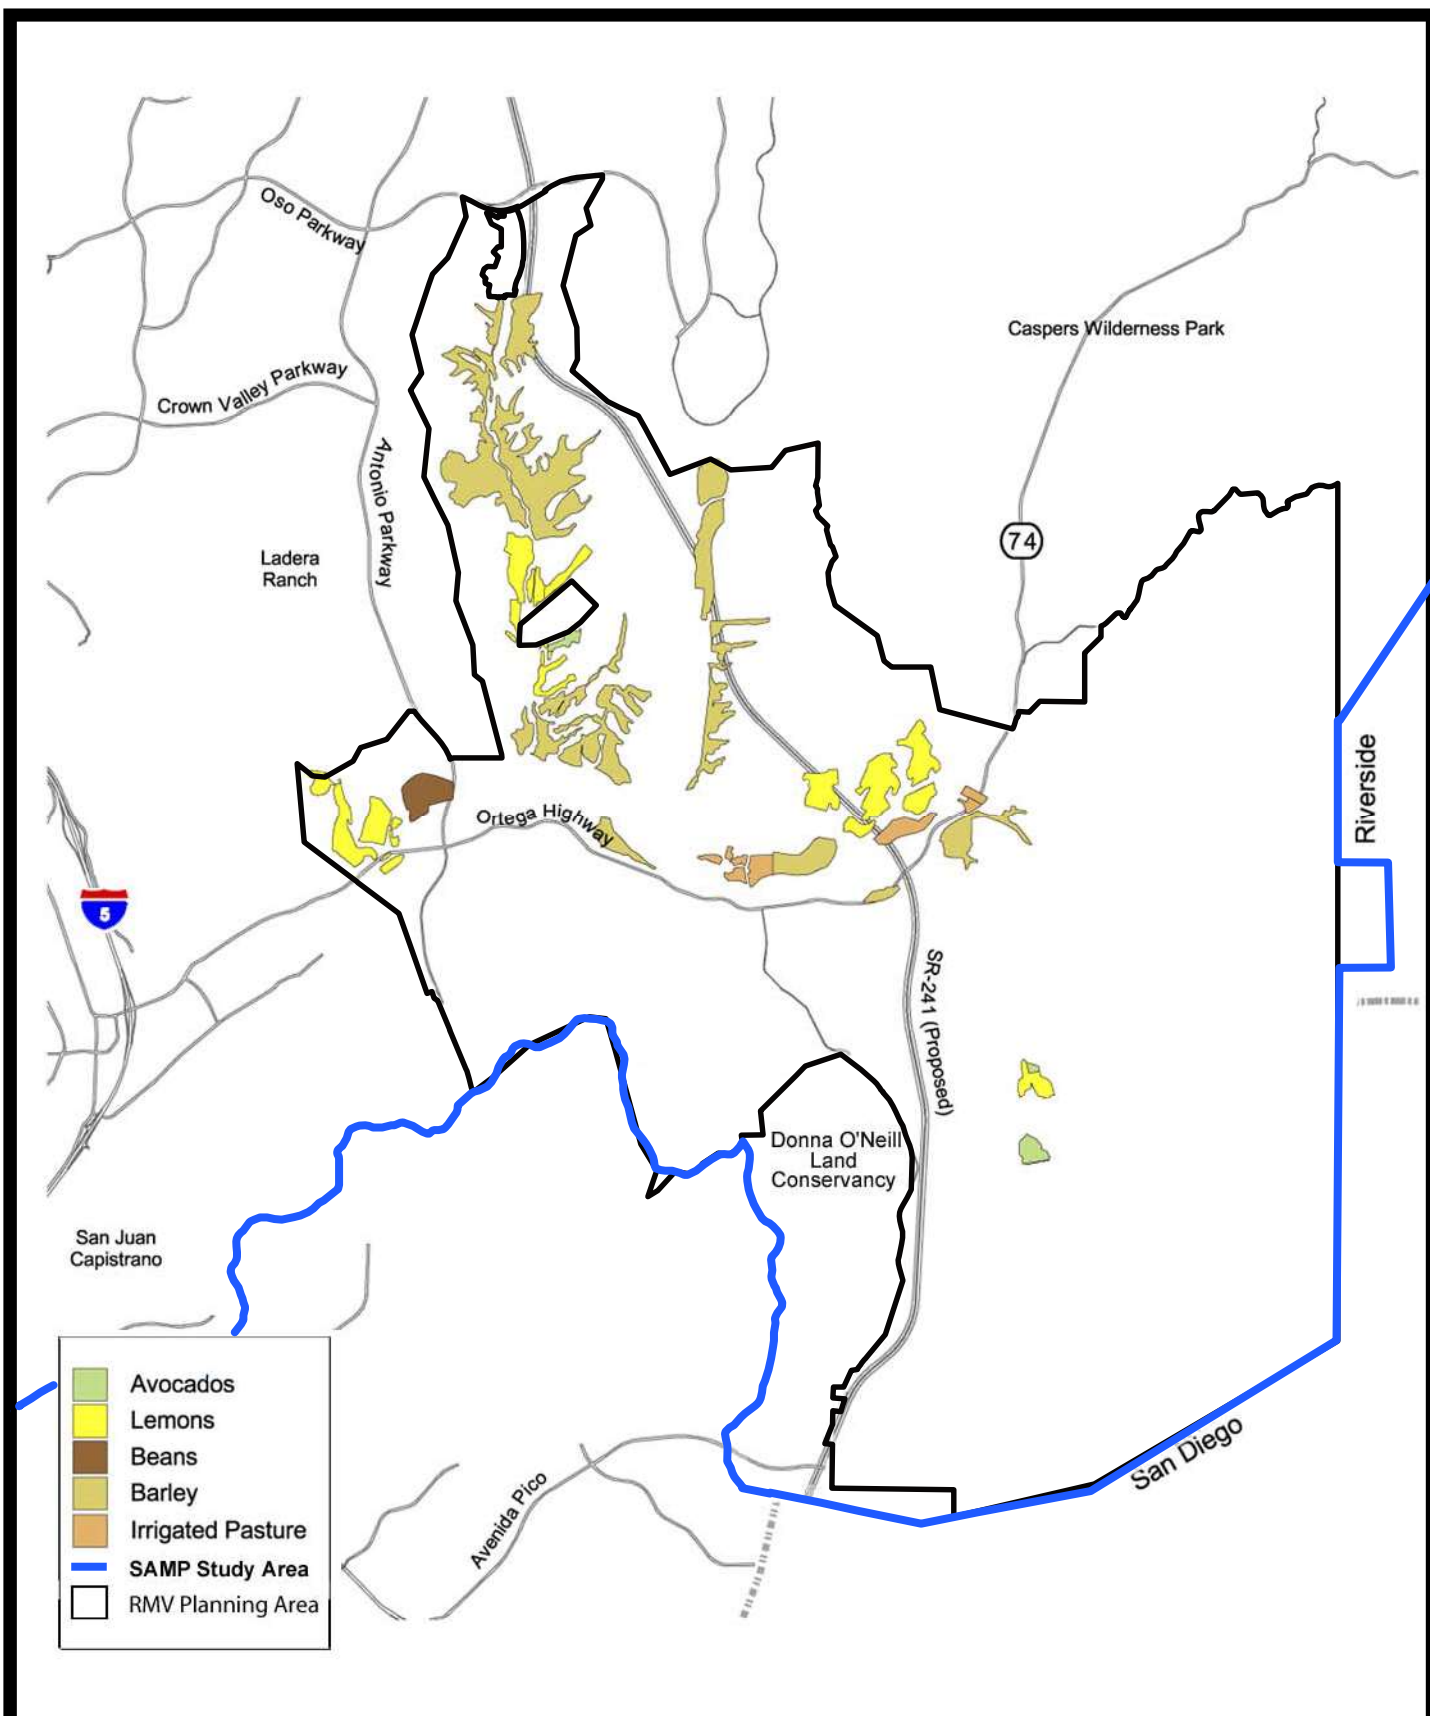 Oso Parkway
Caspers Wilderness Park
Crown Valley Parkway
Antonio Parkway
74
Ladera
Ranch
Riverside
Ortega Highway
5
SR-241 (Proposed)
Donna O'Neill
Land
Conservancy
San Juan
Capistrano
San Diego
Avenida Pico
Avocados
Lemons
Beans
Barley
Irrigated Pasture
SAMP Study Area
RMV Planning Area